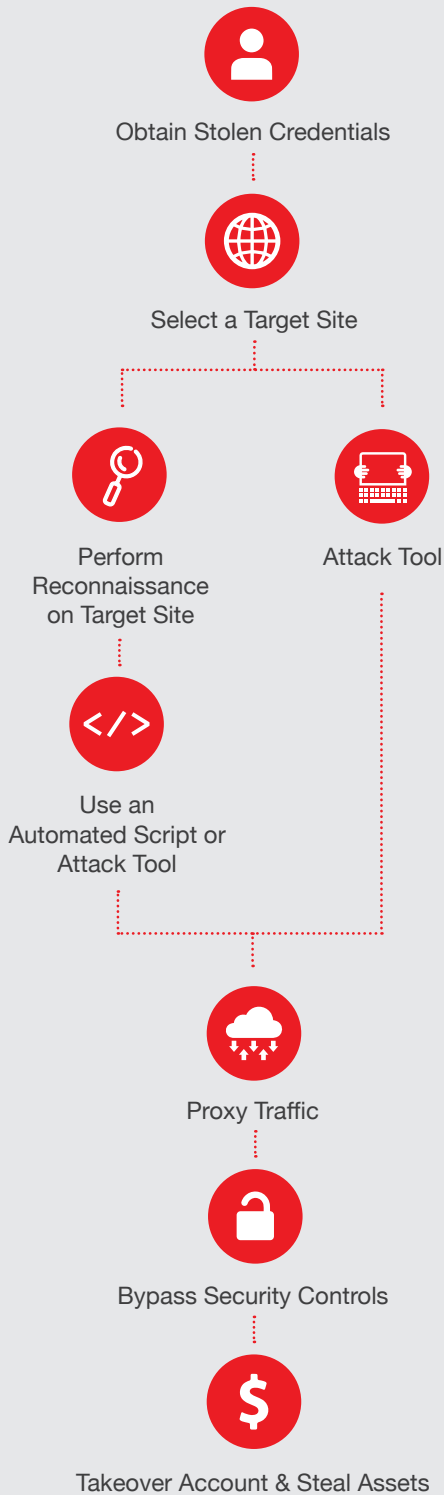 Obtain Stolen Credentials
Select a Target Site
Perform
Reconnaissance
on Target Site
Attack Tool
</>
Use an
Automated Script or
Attack Tool
Proxy Traffic
Bypass Security Controls
$
Takeover Account & Steal Assets